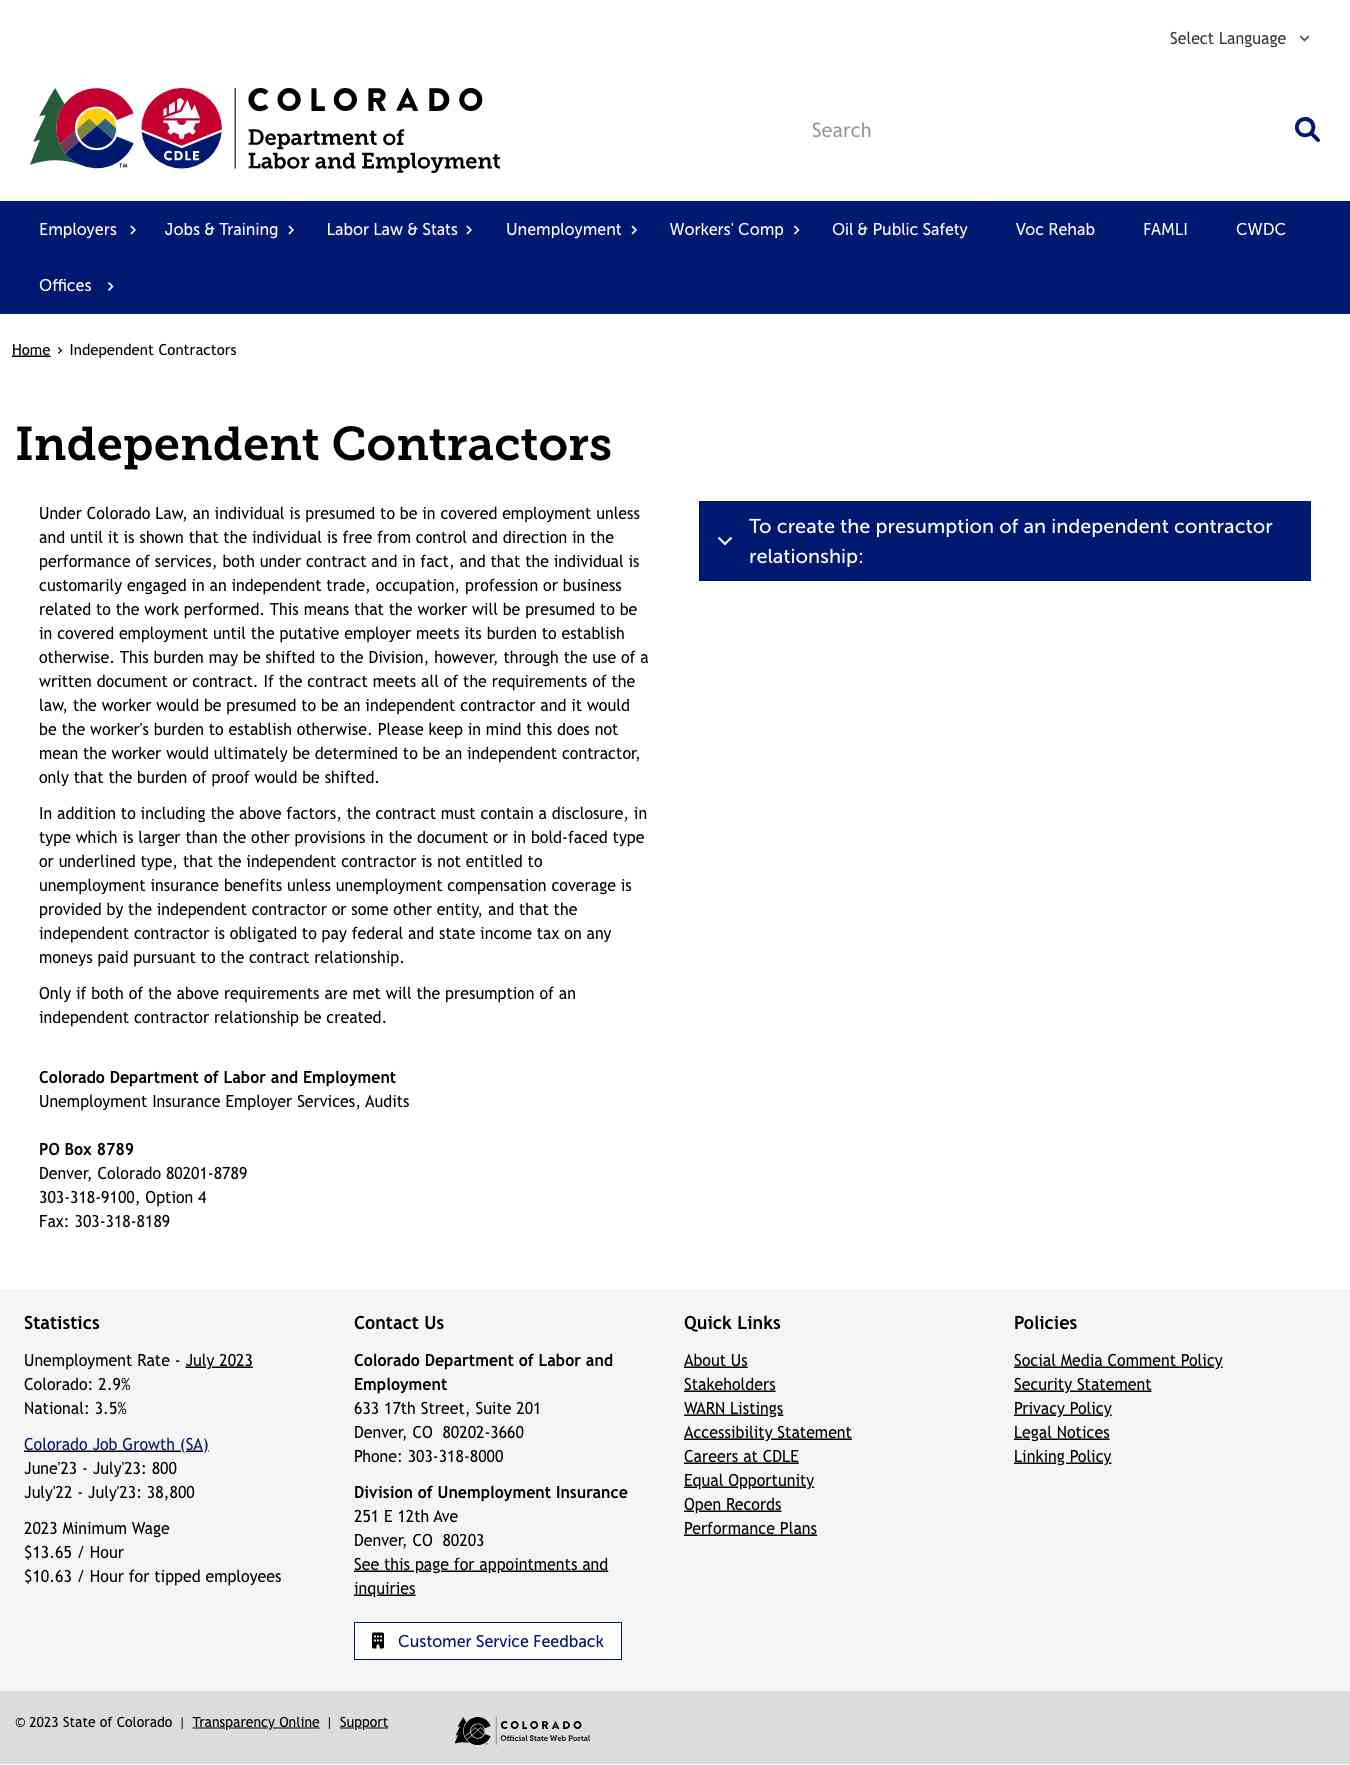 Select Language
COLORADO
Department of
Labor and Employment
CDLE
TM
Search
Employers
Jobs & Training
Labor Law & Stats
Unemployment
Workers' Comp
Oil & Public Safety
Voc Rehab
FAMLI
CWDC
Offices
Home › Independent Contractors
Independent Contractors
Under Colorado Law, an individual is presumed to be in covered employment unless
and until it is shown that the individual is free from control and direction in the
performance of services, both under contract and in fact, and that the individual is
customarily engaged in an independent trade, occupation, profession or business
related to the work performed. This means that the worker will be presumed to be
in covered employment until the putative employer meets its burden to establish
otherwise. This burden may be shifted to the Division, however, through the use of a
written document or contract. If the contract meets all of the requirements of the
law, the worker would be presumed to be an independent contractor and it would
be the worker's burden to establish otherwise. Please keep in mind this does not
mean the worker would ultimately be determined to be an independent contractor,
only that the burden of proof would be shifted.
In addition to including the above factors, the contract must contain a disclosure, in
type which is larger than the other provisions in the document or in bold-faced type
or underlined type, that the independent contractor is not entitled to
unemployment insurance benefits unless unemployment compensation coverage is
provided by the independent contractor or some other entity, and that the
independent contractor is obligated to pay federal and state income tax on any
moneys paid pursuant to the contract relationship.
Only if both of the above requirements are met will the presumption of an
independent contractor relationship be created.
Colorado Department of Labor and Employment
Unemployment Insurance Employer Services, Audits
PO Box 8789
Denver, Colorado 80201-8789
303-318-9100, Option 4
Fax: 303-318-8189
To create the presumption of an independent contractor
relationship:
Statistics
Unemployment Rate - July 2023
Colorado: 2.9%
National: 3.5%
Colorado Job Growth (SA)
June'23 - July'23: 800
July'22 - July'23: 38,800
2023 Minimum Wage
$13.65 / Hour
$10.63 / Hour for tipped employees
Contact Us
Colorado Department of Labor and
Employment
633 17th Street, Suite 201
Denver, CO  80202-3660
Phone: 303-318-8000
Division of Unemployment Insurance
251 E 12th Ave
Denver, CO  80203
See this page for appointments and
inquiries
Customer Service Feedback
Quick Links
About Us
Stakeholders
WARN Listings
Accessibility Statement
Careers at CDLE
Equal Opportunity
Open Records
Performance Plans
Policies
Social Media Comment Policy
Security Statement
Privacy Policy
Legal Notices
Linking Policy
© 2023 State of Colorado | Transparency Online | Support
COLORADO
Official State Web Portal